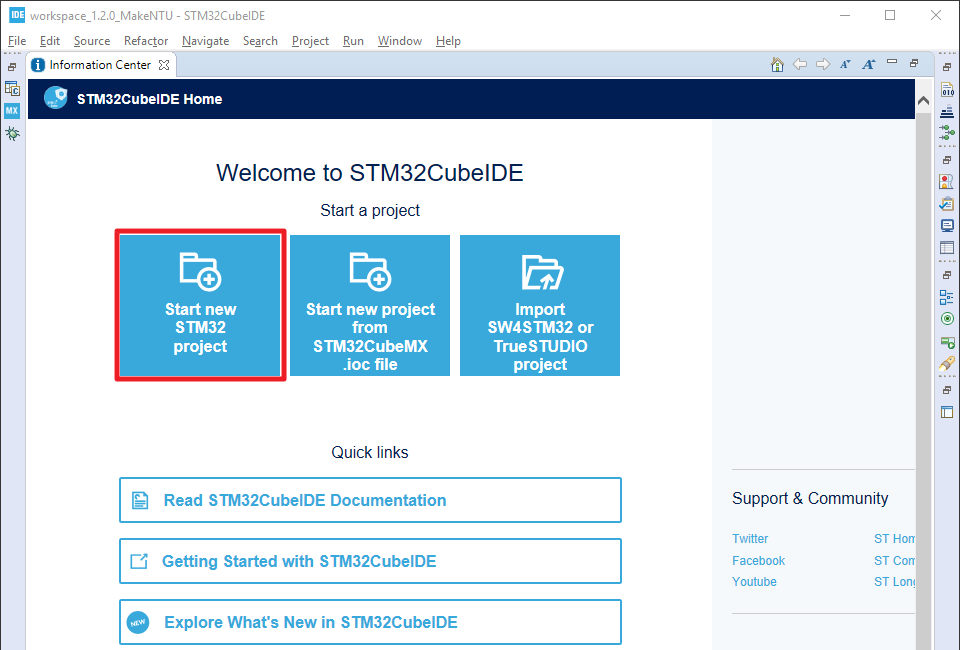 IDE workspace_1.2.0_MakeNTU - STM32CubeIDE
File Edit Source Refactor Navigate Search Project Run Window Help
Information Center
MX
010
STM32CubeIDE Home
Welcome to STM32CubeIDE
Start a project
Start new
STM32
project
Start new project
from
STM32CubeMX
.ioc file
Import
SW4STM32 or
TrueSTUDIO
project
Quick links
Read STM32CubeIDE Documentation
Getting Started with STM32CubeIDE
NEW Explore What's New in STM32CubeIDE
Support & Community
Twitter ST Hom
Facebook ST Com
Youtube ST Long